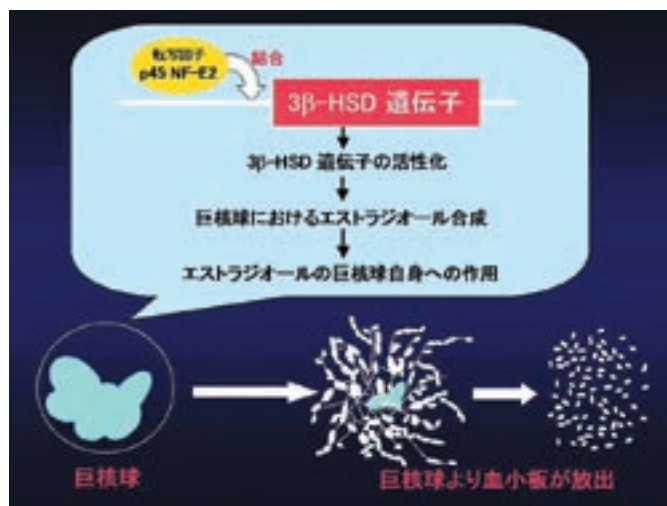 転写因子
p45 NF-E2
結合
3β-HSD 遺伝子
3β-HSD 遺伝子の活性化
巨核球におけるエストラジオール合成
エストラジオールの巨核球自身への作用
巨核球
巨核球より血小板が放出